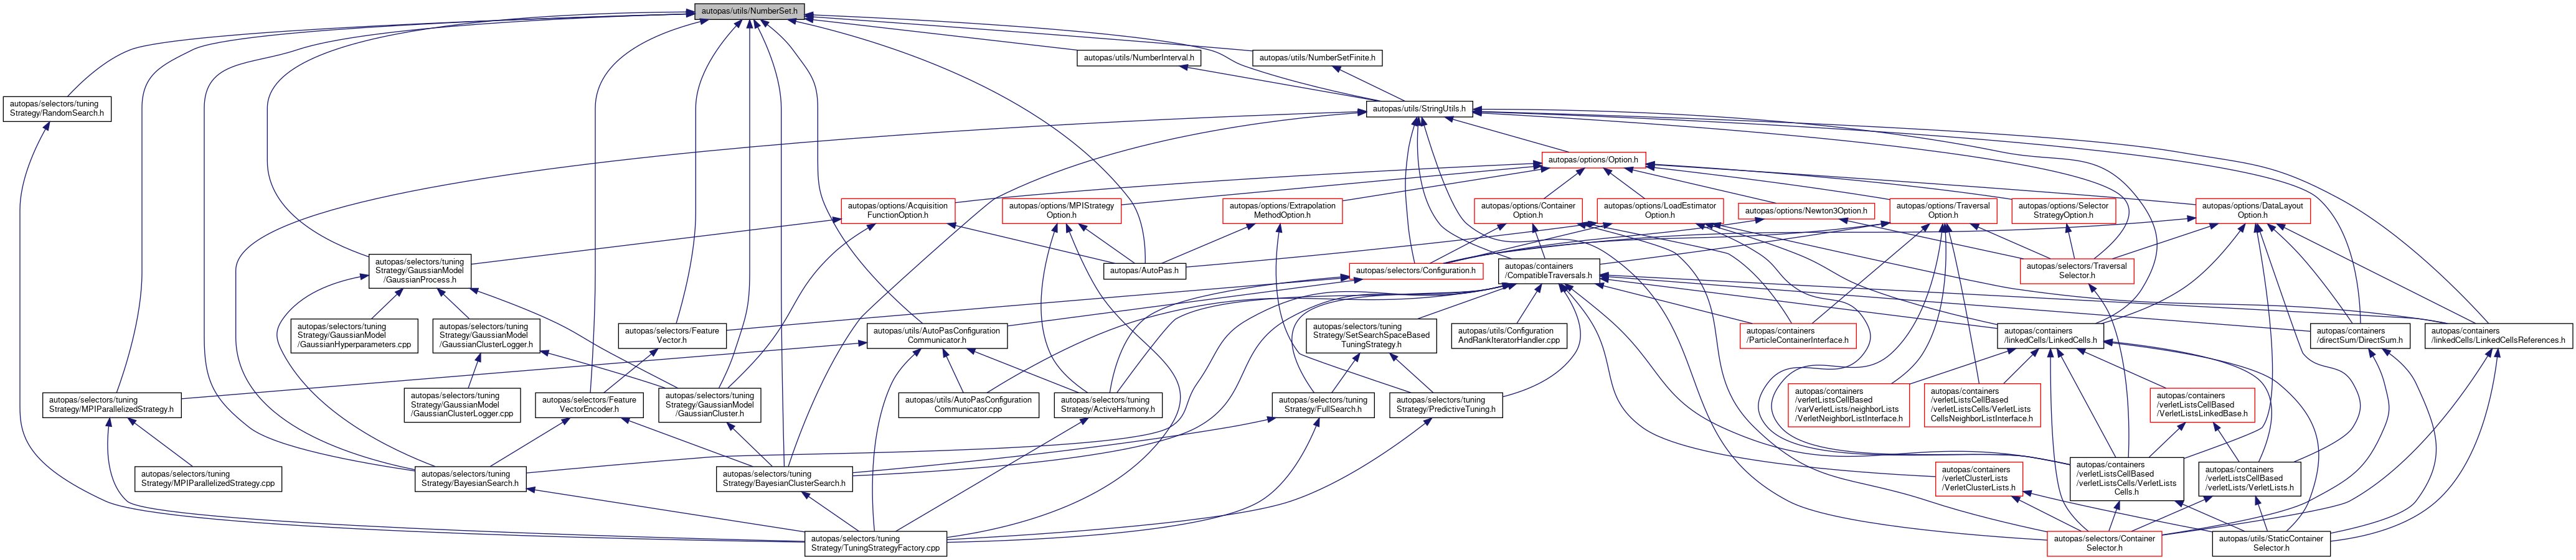 autopas/utils/NumberSet.h
autopas/utils/NumberInterval.h
autopas/utils/NumberSetFinite.h
autopas/selectors/tuning
Strategy/RandomSearch.h
autopas/utils/StringUtils.h
autopas/options/Option.h
autopas/options/Acquisition
FunctionOption.h
autopas/options/MPIStrategy
Option.h
autopas/options/Extrapolation
MethodOption.h
autopas/options/Container
Option.h
autopas/options/LoadEstimator
Option.h
autopas/options/Newton3Option.h
autopas/options/Traversal
Option.h
autopas/options/Selector
StrategyOption.h
autopas/options/DataLayout
Option.h
autopas/selectors/tuning
Strategy/GaussianModel
/GaussianProcess.h
autopas/AutoPas.h
autopas/selectors/Configuration.h
autopas/containers
/CompatibleTraversals.h
autopas/selectors/Traversal
Selector.h
autopas/selectors/tuning
Strategy/GaussianModel
/GaussianHyperparameters.cpp
autopas/selectors/tuning
Strategy/GaussianModel
/GaussianClusterLogger.h
autopas/selectors/Feature
Vector.h
autopas/utils/AutoPasConfiguration
Communicator.h
autopas/selectors/tuning
Strategy/SetSearchSpaceBased
TuningStrategy.h
autopas/utils/Configuration
AndRankIteratorHandler.cpp
autopas/containers
/ParticleContainerInterface.h
autopas/containers
/linkedCells/LinkedCells.h
autopas/containers
/directSum/DirectSum.h
autopas/containers
/linkedCells/LinkedCellsReferences.h
autopas/selectors/tuning
Strategy/MPIParallelizedStrategy.h
autopas/selectors/tuning
Strategy/GaussianModel
/GaussianClusterLogger.cpp
autopas/selectors/Feature
VectorEncoder.h
autopas/selectors/tuning
Strategy/GaussianModel
/GaussianCluster.h
autopas/utils/AutoPasConfiguration
Communicator.cpp
autopas/selectors/tuning
Strategy/ActiveHarmony.h
autopas/selectors/tuning
Strategy/FullSearch.h
autopas/selectors/tuning
Strategy/PredictiveTuning.h
autopas/containers
/verletListsCellBased
/varVerletLists/neighborLists
/VerletNeighborListInterface.h
autopas/containers
/verletListsCellBased
/verletListsCells/VerletLists
CellsNeighborListInterface.h
autopas/containers
/verletListsCellBased
/VerletListsLinkedBase.h
autopas/selectors/tuning
Strategy/MPIParallelizedStrategy.cpp
autopas/selectors/tuning
Strategy/BayesianSearch.h
autopas/selectors/tuning
Strategy/BayesianClusterSearch.h
autopas/containers
/verletClusterLists
/VerletClusterLists.h
autopas/containers
/verletListsCellBased
/verletListsCells/VerletLists
Cells.h
autopas/containers
/verletListsCellBased
/verletLists/VerletLists.h
autopas/selectors/tuning
Strategy/TuningStrategyFactory.cpp
autopas/selectors/Container
Selector.h
autopas/utils/StaticContainer
Selector.h